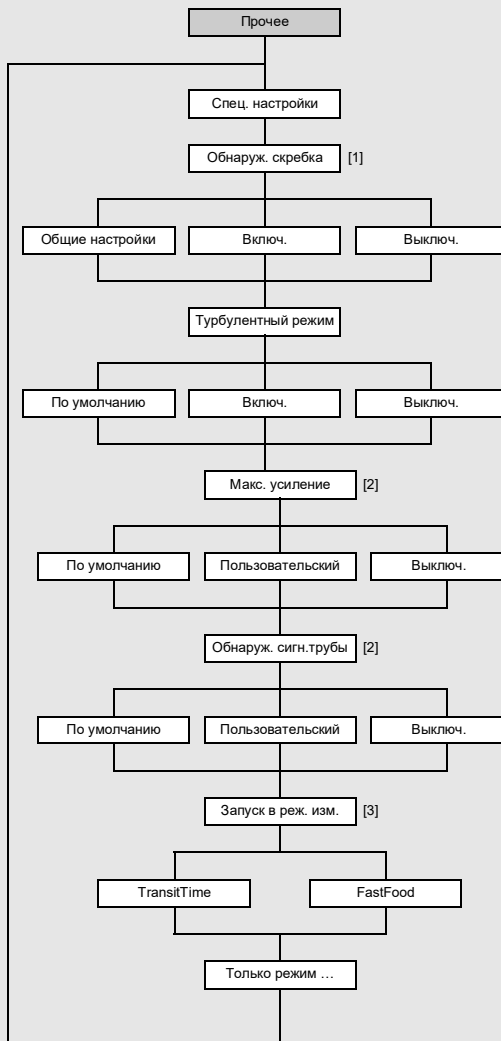 Прочее
Спец. настройки
Обнаруж. скребка [1]
Общие настройки Включ. Выключ.
Турбулентный режим
По умолчанию Включ. Выключ.
Макс. усиление [2]
По умолчанию Пользовательский Выключ.
Обнаруж. сигн.трубы [2]
По умолчанию Пользовательский Выключ.
Запуск в реж. изм. [3]
TransitTime FastFood
Только режим …